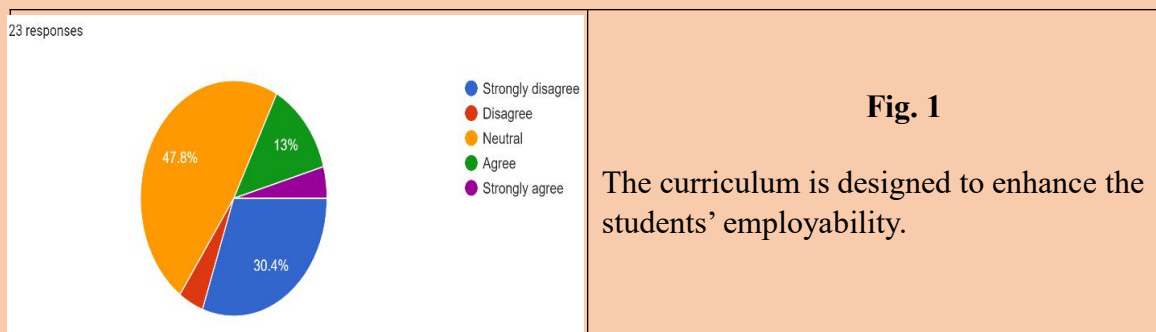 23 responses
Strongly disagree
Disagree
Neutral
Agree
Strongly agree
47.8%
13%
30.4%
Fig. 1
The curriculum is designed to enhance the
students’ employability.